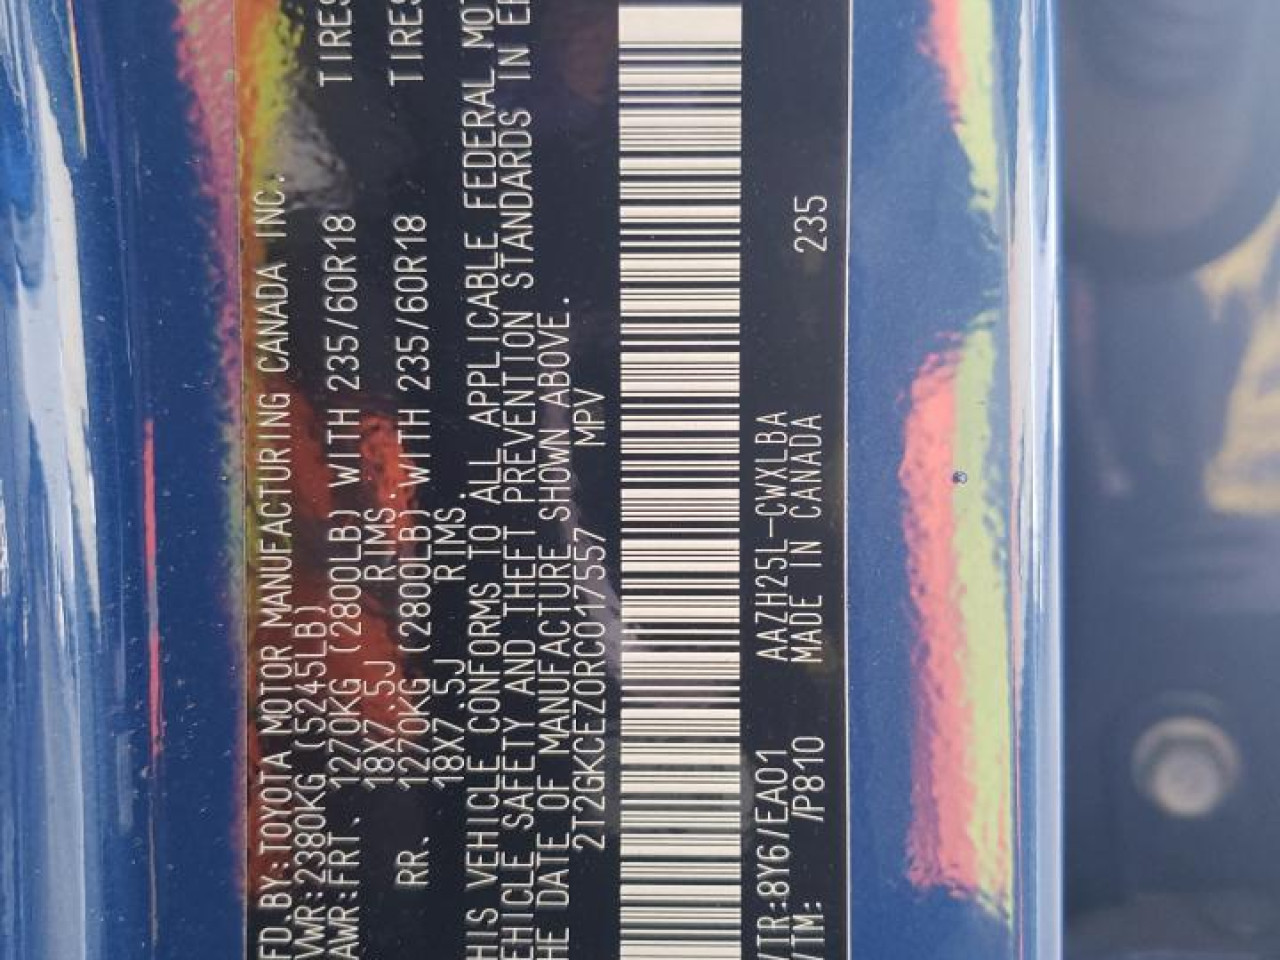 FD.BY:TOYOTA MOTOR MANUFACTURING CANADA INC.
VWR:2380KG (5245LB)
AWR:FRT. 1270KG (2800LB) WITH 235/60R18 TIRES
18X7.5J RIMS.
RR. 1270KG (2800LB) WITH 235/60R18 TIRES
18X7.5J RIMS.
HIS VEHICLE CONFORMS TO ALL APPLICABLE FEDERAL MOT
EHICLE SAFETY AND THEFT PREVENTION STANDARDS IN EF
HE DATE OF MANUFACTURE SHOWN ABOVE.
2T2GKCEZ0RC017557 MPV
/TR:8Y6/EA01 AAZH25L-CWXLBA
/TM: /P810 MADE IN CANADA 235